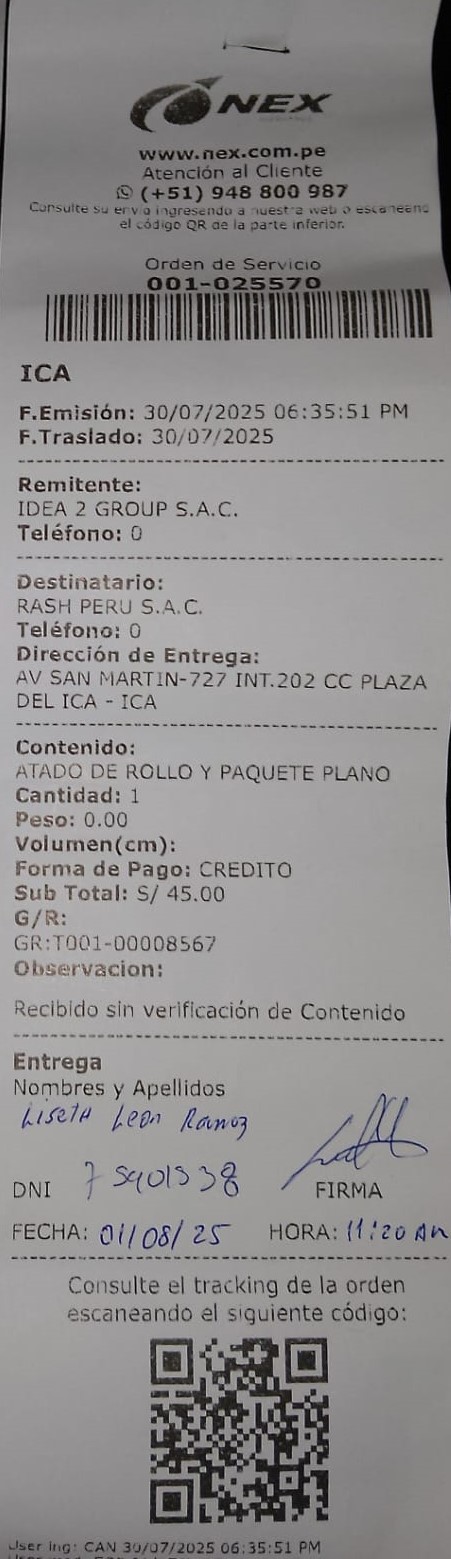 NEX
www.nex.com.pe
Atención al Cliente
(+51) 948 800 987
Consulte su envio ingresando a nuestra web o escaneando
el código QR de la parte inferior.
Orden de Servicio
001-025570
ICA
F.Emisión: 30/07/2025 06:35:51 PM
F.Traslado: 30/07/2025
Remitente:
IDEA 2 GROUP S.A.C.
Teléfono: 0
Destinatario:
RASH PERU S.A.C.
Teléfono: 0
Dirección de Entrega:
AV SAN MARTIN-727 INT.202 CC PLAZA
DEL ICA - ICA
Contenido:
ATADO DE ROLLO Y PAQUETE PLANO
Cantidad: 1
Peso: 0.00
Volumen(cm):
Forma de Pago: CREDITO
Sub Total: S/ 45.00
G/R:
GR:T001-00008567
Observacion:
Recibido sin verificación de Contenido
Entrega
Nombres y Apellidos
Liseth Leon Ramoz
DNI
FIRMA
FECHA: 01/08/25 HORA: 11:20 Am
Consulte el tracking de la orden
escaneando el siguiente código:
User Ing: CAN 30/07/2025 06:35:51 PM